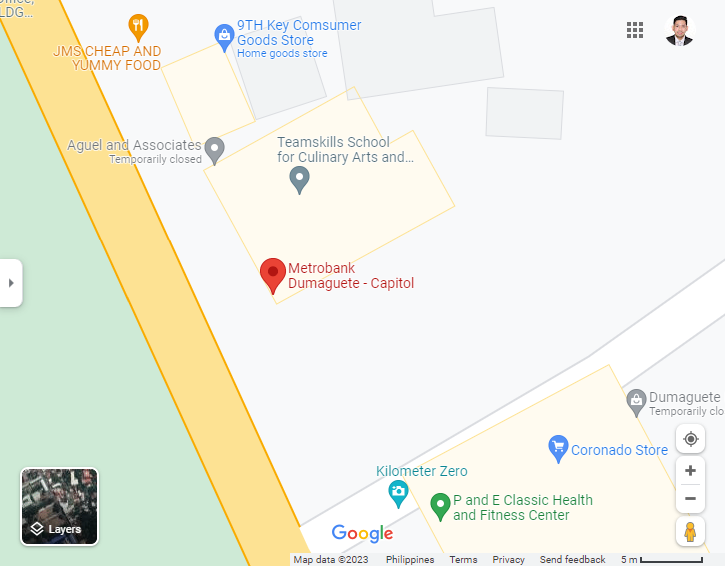 office,
LDG...
JMS CHEAP AND
YUMMY FOOD
9TH Key Comsumer
Goods Store
Home goods store
Aguel and Associates
Temporarily closed
Teamskills School
for Culinary Arts and...
Metrobank
Dumaguete - Capitol
Dumaguete
Temporarily clo
Coronado Store
Kilometer Zero
P and E Classic Health
and Fitness Center
Layers
Google
Map data ©2023 Philippines Terms Privacy Send feedback 5 m